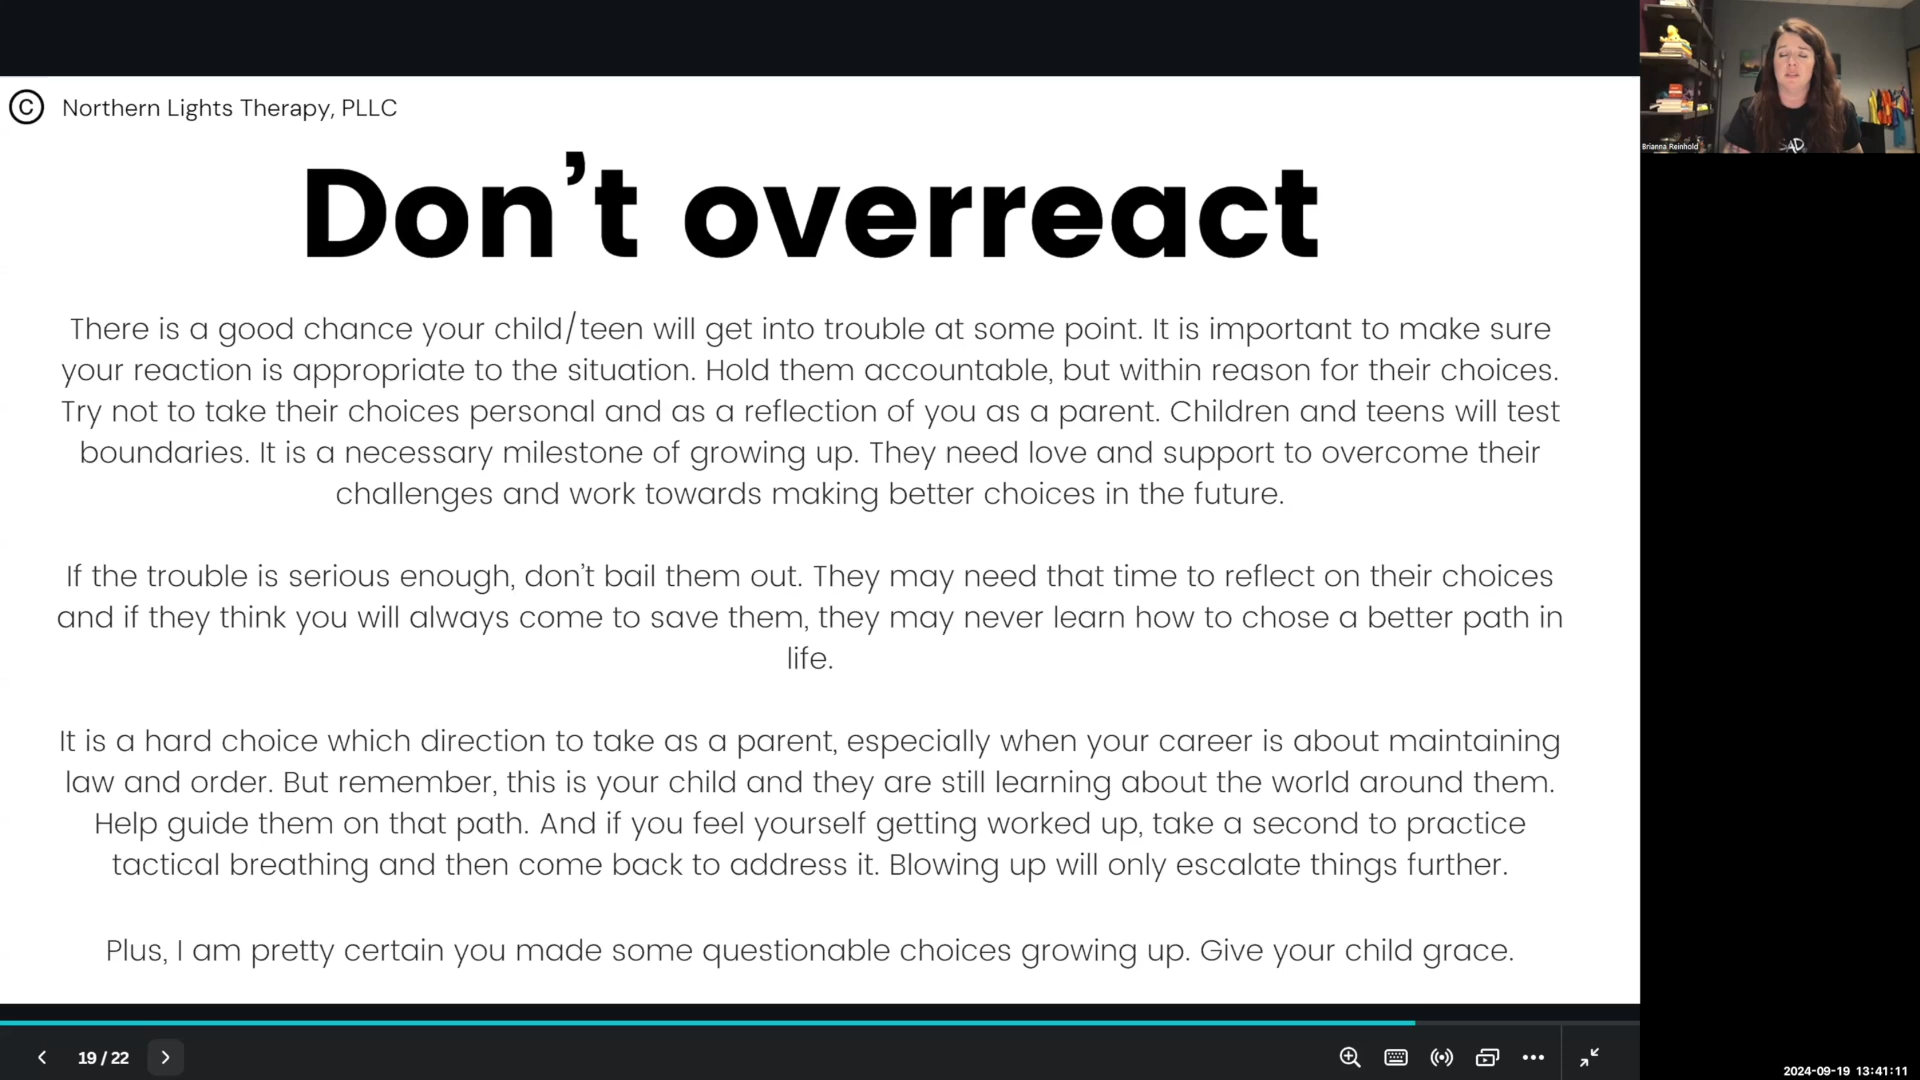 © Northern Lights Therapy, PLLC
Don’t overreact
There is a good chance your child/teen will get into trouble at some point. It is important to make sure
your reaction is appropriate to the situation. Hold them accountable, but within reason for their choices.
Try not to take their choices personal and as a reflection of you as a parent. Children and teens will test
boundaries. It is a necessary milestone of growing up. They need love and support to overcome their
challenges and work towards making better choices in the future.
If the trouble is serious enough, don’t bail them out. They may need that time to reflect on their choices
and if they think you will always come to save them, they may never learn how to chose a better path in
life.
It is a hard choice which direction to take as a parent, especially when your career is about maintaining
law and order. But remember, this is your child and they are still learning about the world around them.
Help guide them on that path. And if you feel yourself getting worked up, take a second to practice
tactical breathing and then come back to address it. Blowing up will only escalate things further.
Plus, I am pretty certain you made some questionable choices growing up. Give your child grace.
19 / 22
Brianna Reinhold
2024-09-19 13:41:11